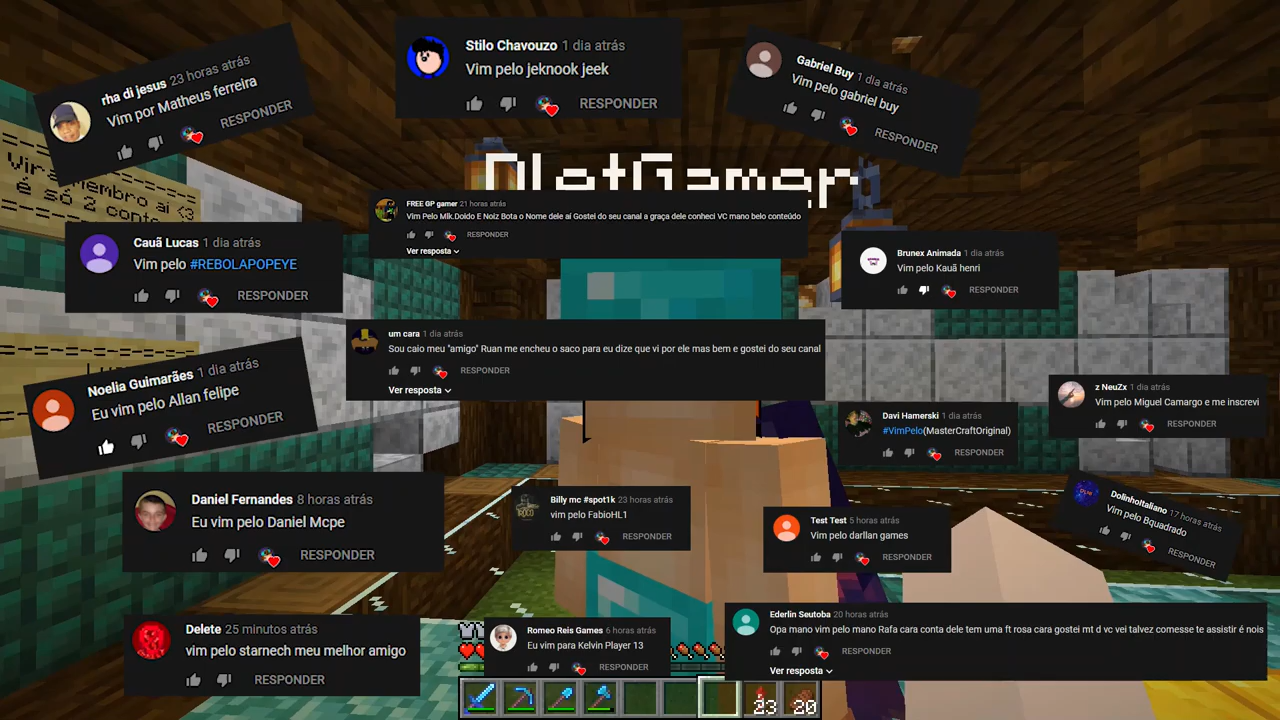 rha di jesus 23 horas atrás
Vim por Matheus ferreira
RESPONDER
Stilo Chavouzo 1 dia atrás
Vim pelo jeknook jeek
RESPONDER
Gabriel Buy 1 dia atrás
Vim pelo gabriel buy
RESPONDER
Vira membro ai <3
é só 2 conto
FREE GP gamer 21 horas atrás
Vim Pelo Mlk.Doido E Noiz Bota o Nome dele aí Gostei do seu canal a graça dele conheci VC mano belo conteúdo
RESPONDER
Ver resposta
Cauã Lucas 1 dia atrás
Vim pelo #REBOLAPOPEYE
RESPONDER
Brunex Animada 1 dia atrás
Vim pelo Kauã henri
RESPONDER
um cara 1 dia atrás
Sou caio meu "amigo" Ruan me encheu o saco para eu dize que vi por ele mas bem e gostei do seu canal
RESPONDER
Ver resposta
Noelia Guimarães 1 dia atrás
Eu vim pelo Allan felipe
RESPONDER
z NeuZx 1 dia atrás
Vim pelo Miguel Camargo e me inscrevi
RESPONDER
Davi Hamerski 1 dia atrás
#VimPelo(MasterCraftOriginal)
RESPONDER
Daniel Fernandes 8 horas atrás
Eu vim pelo Daniel Mcpe
RESPONDER
Billy mc #spot1k 23 horas atrás
vim pelo FabioHL1
RESPONDER
Test Test 5 horas atrás
Vim pelo darllan games
RESPONDER
DolinhoItaliano 17 horas atrás
Vim pelo Bquadrado
RESPONDER
Delete 25 minutos atrás
vim pelo starnech meu melhor amigo
RESPONDER
Romeo Reis Games 6 horas atrás
Eu vim para Kelvin Player 13
RESPONDER
Ederlin Seutoba 20 horas atrás
Opa mano vim pelo mano Rafa cara conta dele tem uma ft rosa cara gostei mt d vc vei talvez comesse te assistir é nois
RESPONDER
Ver resposta
23 20